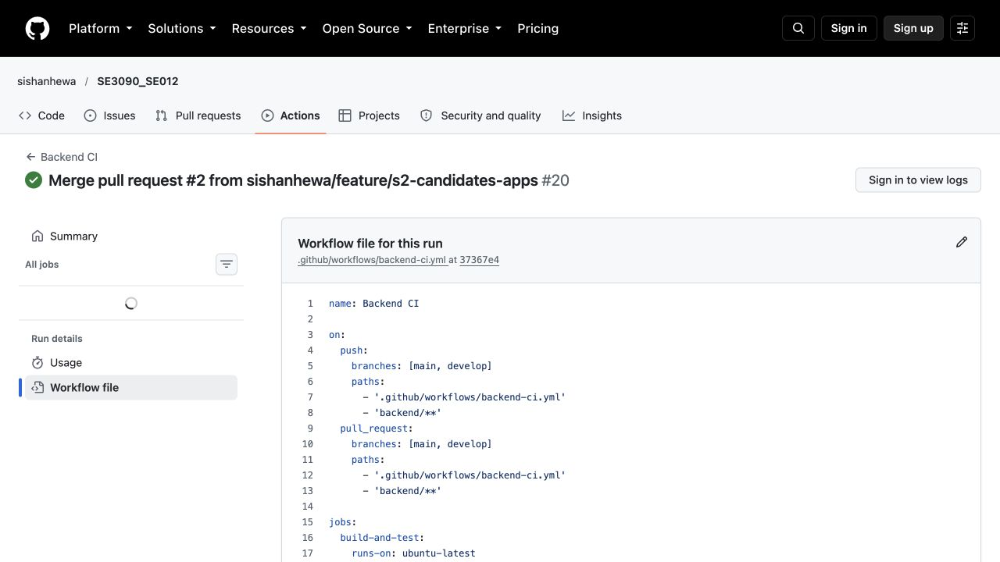 Platform Solutions Resources Open Source Enterprise Pricing Sign in Sign up
sishanhewa / SE3090_SE012
Code Issues Pull requests Actions Projects Security and quality Insights
Backend CI
Merge pull request #2 from sishanhewa/feature/s2-candidates-apps #20
Sign in to view logs
Summary
All jobs
Run details
Usage
Workflow file
Workflow file for this run
.github/workflows/backend-ci.yml at 37367e4
1 name: Backend CI
2
3 on:
4   push:
5     branches: [main, develop]
6     paths:
7       - '.github/workflows/backend-ci.yml'
8       - 'backend/**'
9   pull_request:
10     branches: [main, develop]
11     paths:
12       - '.github/workflows/backend-ci.yml'
13       - 'backend/**'
14
15 jobs:
16   build-and-test:
17     runs-on: ubuntu-latest